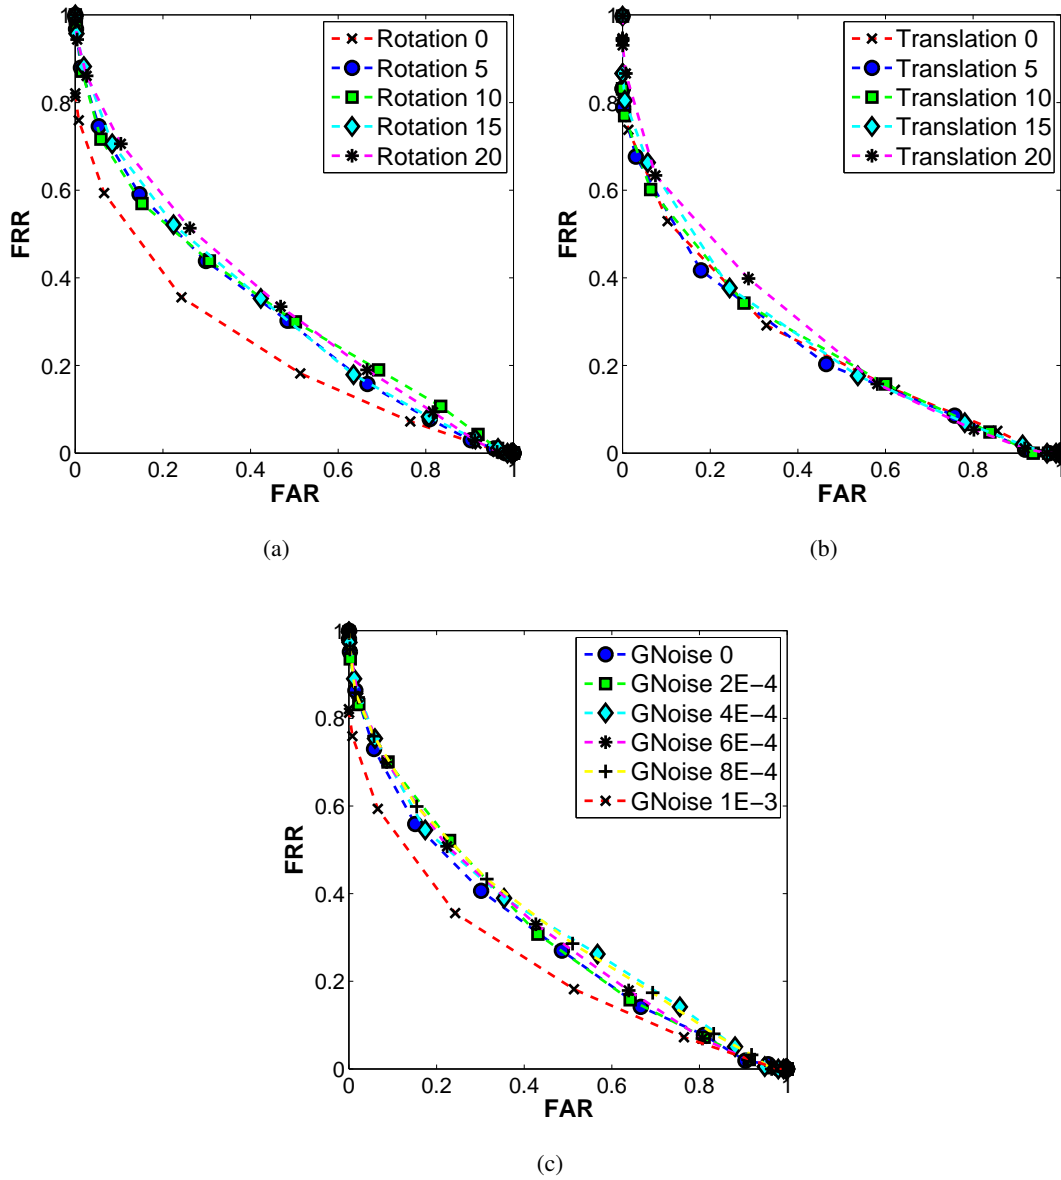 1
0.8
0.6
0.4
0.2
0
0 0.2 0.4 0.6 0.8 1
FRR
FAR
Rotation 0
Rotation 5
Rotation 10
Rotation 15
Rotation 20
(a)
1
0.8
0.6
0.4
0.2
0
0 0.2 0.4 0.6 0.8 1
FRR
FAR
Translation 0
Translation 5
Translation 10
Translation 15
Translation 20
(b)
1
0.8
0.6
0.4
0.2
0
0 0.2 0.4 0.6 0.8 1
FRR
FAR
GNoise 0
GNoise 2E−4
GNoise 4E−4
GNoise 6E−4
GNoise 8E−4
GNoise 1E−3
(c)